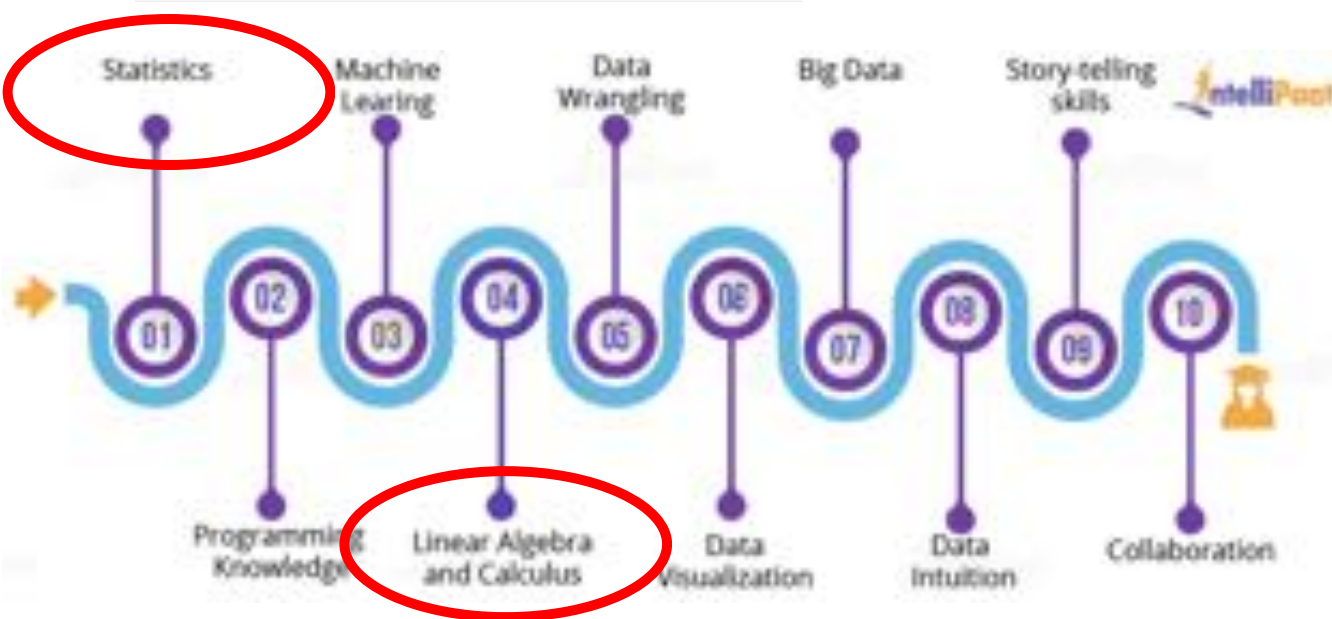 Statistics
Machine
Learing
Data
Wrangling
Big Data
Story-telling
skills
IntelliPaat
01
02
03
04
05
06
07
08
09
10
Programming
Knowledge
Linear Algebra
and Calculus
Data
Visualization
Data
Intuition
Collaboration